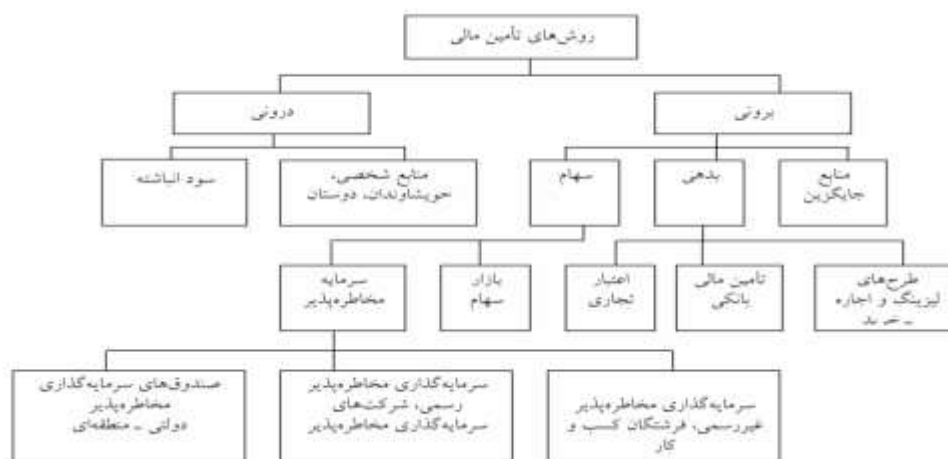 روش‌های تأمین مالی
برونی
درونی
منابع
جایگزین
بدهی
سهام
منابع شخصی،
خویشاوندان، دوستان
سود انباشته
طرح‌های
لیزینگ و اجاره
ـ خرید
تأمین مالی
بانکی
اعتبار
تجاری
بازار
سهام
سرمایه
مخاطره‌پذیر
سرمایه‌گذاری مخاطره‌پذیر
غیررسمی، فرشتگان کسب و
کار
سرمایه‌گذاری مخاطره‌پذیر
رسمی، شرکت‌های
سرمایه‌گذاری مخاطره‌پذیر
صندوق‌های سرمایه‌گذاری
مخاطره‌پذیر
دولتی ـ منطقه‌ای